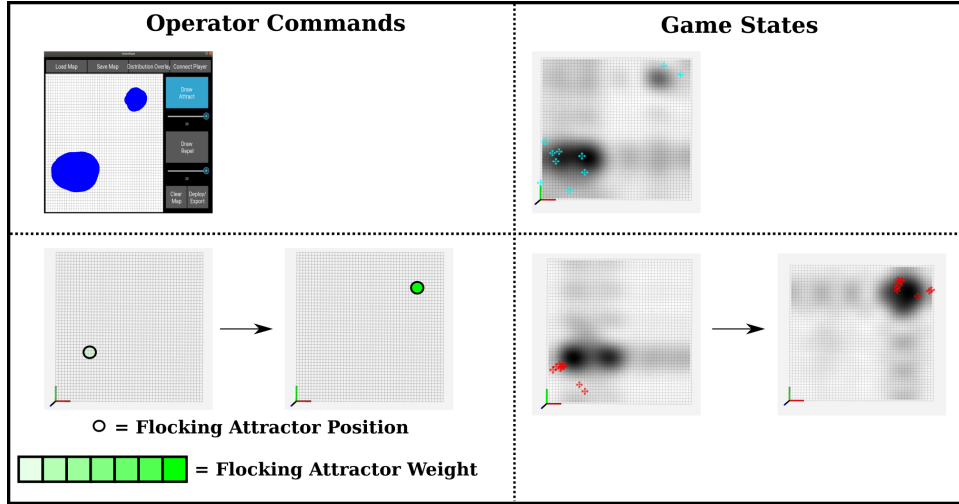 Operator Commands
Game States
Load Map
Save Map
Distribution Overlay
Connect Player
Draw
Attract
Draw
Repel
Clear
Map
Deploy/
Export
= Flocking Attractor Position
= Flocking Attractor Weight